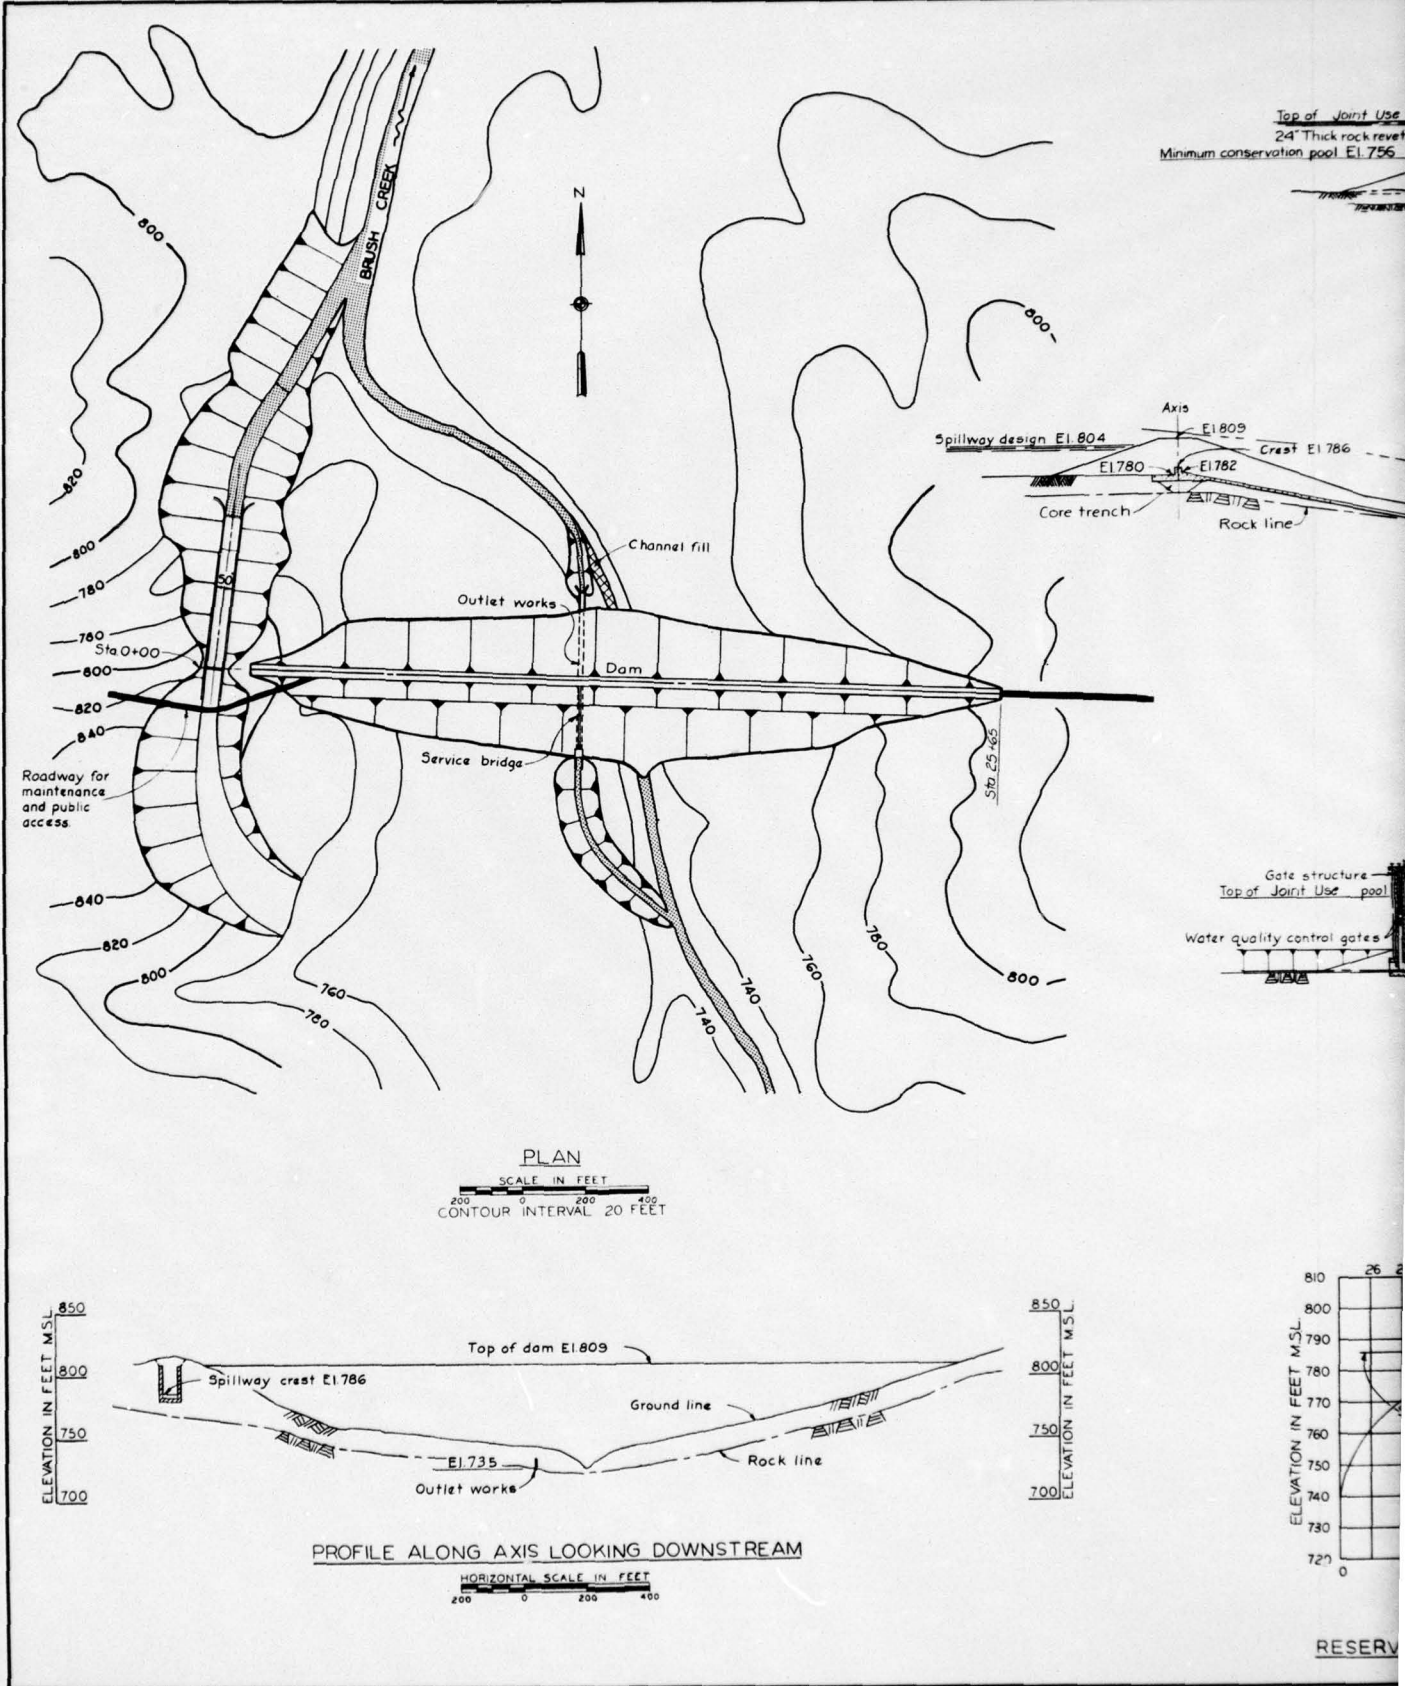 Top of Joint Use
24" Thick rock revet
Minimum conservation pool El. 756
BRUSH CREEK
N
800
800
820
800
780
760
Sta. 0+00
800
820
840
50
Roadway for
maintenance
and public
access.
Outlet works
Channel fill
Dam
Service bridge
Sta 25+65
840
820
800
760
780
740
740
760
780
800
Axis
El 809
Spillway design El. 804
Crest El 786
El. 780
El. 782
Core trench
Rock line
Gate structure
Top of Joint Use pool
Water quality control gates
PLAN
SCALE IN FEET
200 0 200 400
CONTOUR INTERVAL 20 FEET
ELEVATION IN FEET M.S.L.
850
800
750
700
Top of dam El. 809
Spillway crest El. 786
Ground line
El. 735
Outlet works
Rock line
850
800
750
700
ELEVATION IN FEET M.S.L.
PROFILE ALONG AXIS LOOKING DOWNSTREAM
HORIZONTAL SCALE IN FEET
200 0 200 400
26 2
ELEVATION IN FEET M.S.L.
810
800
790
780
770
760
750
740
730
720
0
RESERV